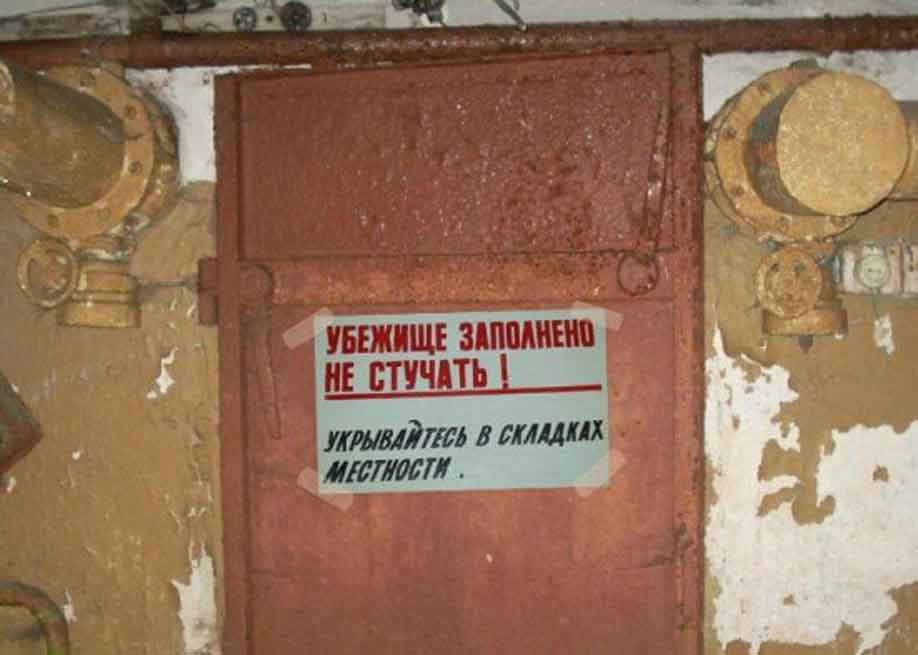 УБЕЖИЩЕ ЗАПОЛНЕНО
НЕ СТУЧАТЬ !
УКРЫВАЙТЕСЬ В СКЛАДКАХ
МЕСТНОСТИ .